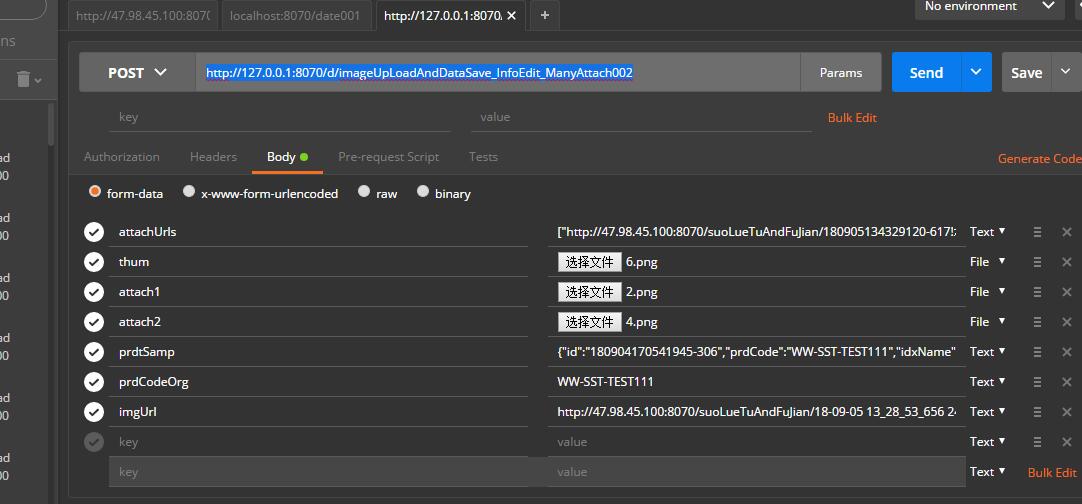 http://47.98.45.100:8070/
localhost:8070/date001
http://127.0.0.1:8070/
No environment
ns
POST
http://127.0.0.1:8070/d/imageUpLoadAndDataSave_InfoEdit_ManyAttach002
Params
Send
Save
key
value
Bulk Edit
Authorization
Headers
Body
Pre-request Script
Tests
Generate Code
form-data
x-www-form-urlencoded
raw
binary
attachUrls ["http://47.98.45.100:8070/suoLueTuAndFuJian/180905134329120-617 Text
thum 选择文件 6.png File
attach1 选择文件 2.png File
attach2 选择文件 4.png File
prdtSamp {"id":"180904170541945-306","prdCode":"WW-SST-TEST111","idxName" Text
prdCodeOrg WW-SST-TEST111 Text
imgUrl http://47.98.45.100:8070/suoLueTuAndFuJian/18-09-05 13_28_53_656 24 Text
key value Text
key value Text Bulk Edit
ad
00
ad
00
ad
00
ad
00
ad
00
ad
00